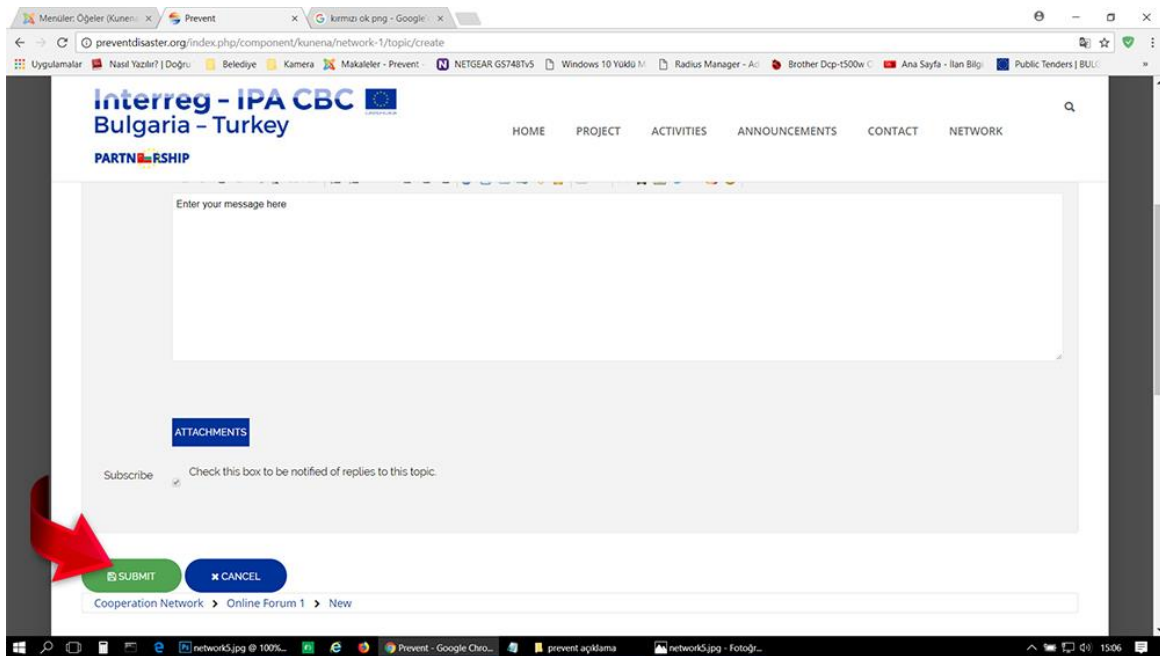 Menüler: Öğeler (Kunen
Prevent
kırmızı ok png - Google'
preventdisaster.org/index.php/component/kunena/network-1/topic/create
Uygulamalar
Nasıl Yazılır? | Doğru
Belediye
Kamera
Makaleler - Prevent -
NETGEAR GS748Tv5
Windows 10 Yüklü M
Radius Manager - Ad
Brother Dcp-t500w C
Ana Sayfa - İlan Bilgi
Public Tenders | BULG
Interreg - IPA CBC
Bulgaria - Turkey
PARTNERSHIP
HOME
PROJECT
ACTIVITIES
ANNOUNCEMENTS
CONTACT
NETWORK
Enter your message here
ATTACHMENTS
Subscribe
Check this box to be notified of replies to this topic.
SUBMIT
CANCEL
Cooperation Network > Online Forum 1 > New
network5.jpg @ 100%...
Prevent - Google Chro...
prevent açıklama
network5.jpg - Fotoğr...
15:06